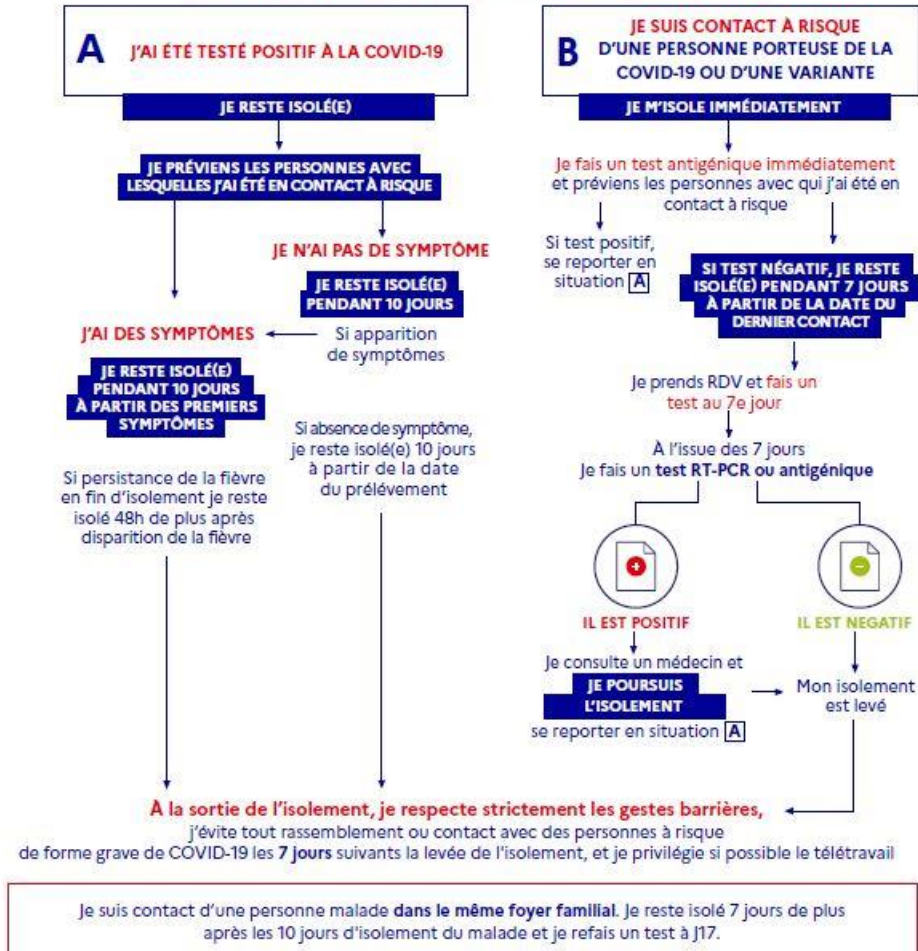 A
J'AI ÉTÉ TESTÉ POSITIF À LA COVID-19
JE RESTE ISOLÉ(E)
JE PRÉVIENS LES PERSONNES AVEC
LESQUELLES J'AI ÉTÉ EN CONTACT À RISQUE
JE N'AI PAS DE SYMPTÔME
JE RESTE ISOLÉ(E)
PENDANT 10 JOURS
Si apparition
de symptômes
J'AI DES SYMPTÔMES
JE RESTE ISOLÉ(E)
PENDANT 10 JOURS
À PARTIR DES PREMIERS
SYMPTÔMES
Si persistance de la fièvre
en fin d'isolement je reste
isolé 48h de plus après
disparition de la fièvre
Si absence de symptôme,
je reste isolé(e) 10 jours
à partir de la date
du prélévement
B
JE SUIS CONTACT À RISQUE
D'UNE PERSONNE PORTEUSE DE LA
COVID-19 OU D'UNE VARIANTE
JE M'ISOLE IMMÉDIATEMENT
Je fais un test antigénique immédiatement
et préviens les personnes avec qui j'ai été en
contact à risque
Si test positif,
se reporter en
situation A
SI TEST NÉGATIF, JE RESTE
ISOLÉ(E) PENDANT 7 JOURS
À PARTIR DE LA DATE DU
DERNIER CONTACT
Je prends RDV et fais un
test au 7e jour
À l'issue des 7 jours
Je fais un test RT-PCR ou antigénique
+
IL EST POSITIF
Je consulte un médecin et
JE POURSUIS
L'ISOLEMENT
se reporter en situation A
–
IL EST NEGATIF
Mon isolement
est levé
À la sortie de l'isolement, je respecte strictement les gestes barrières,
j'évite tout rassemblement ou contact avec des personnes à risque
de forme grave de COVID-19 les 7 jours suivants la levée de l'isolement, et je privilégie si possible le télétravail
Je suis contact d'une personne malade dans le même foyer familial. Je reste isolé 7 jours de plus
après les 10 jours d'isolement du malade et je refais un test à J17.